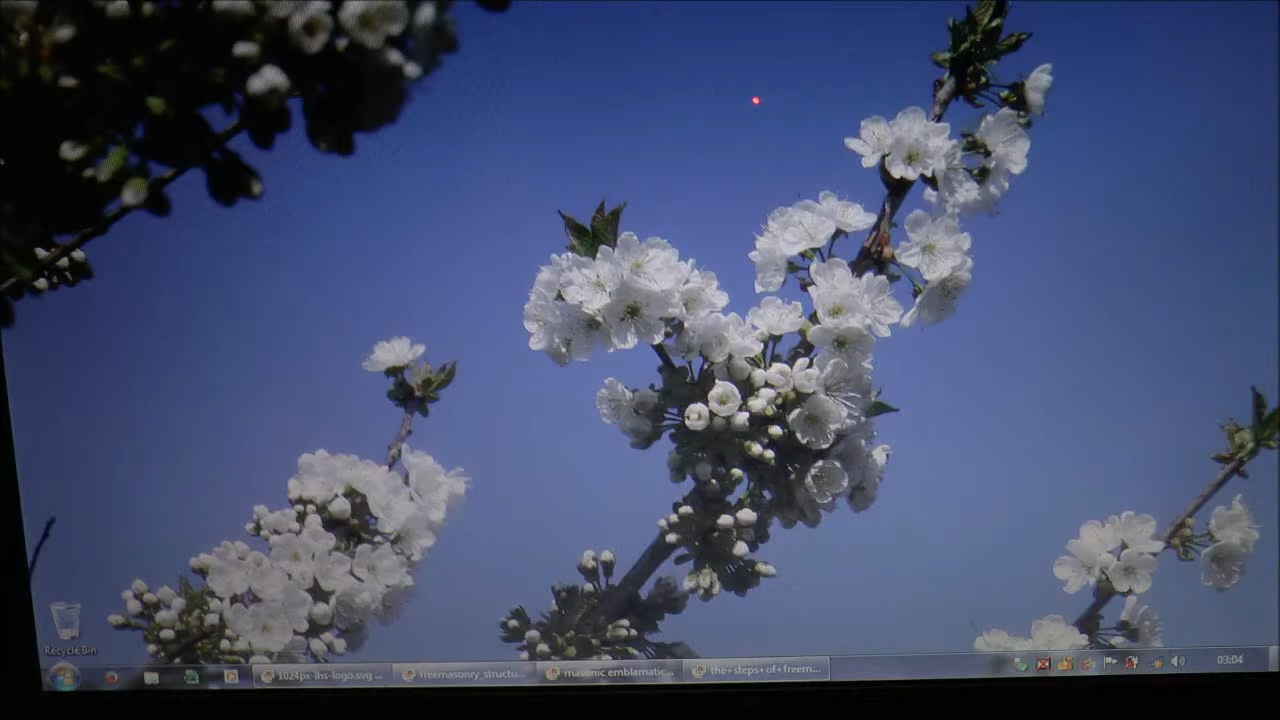 Recycle Bin
1024px-ihs-logo.svg ...
freemasonry_structu...
masonic emblamatic...
the+steps+of+freem...
03:04